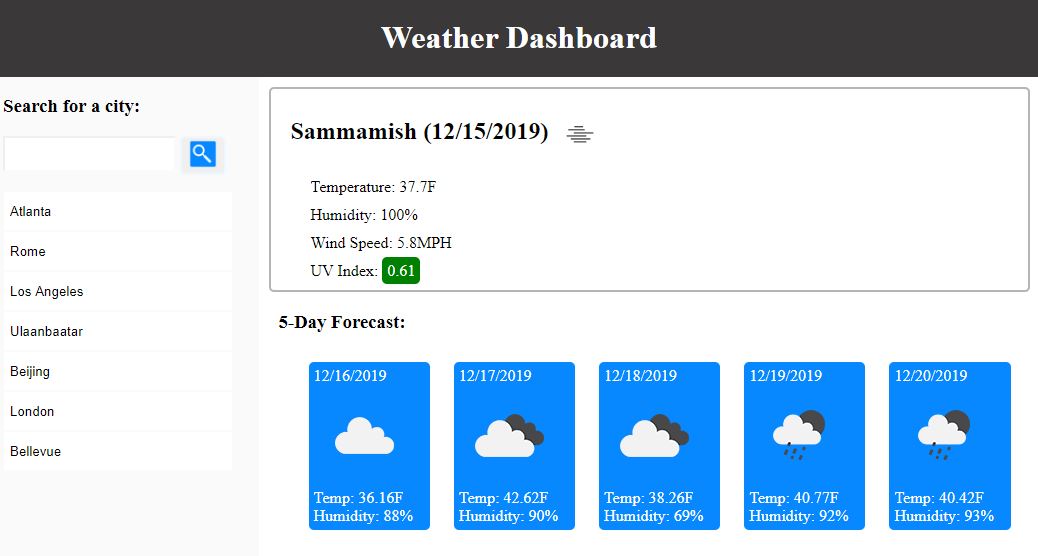 Weather Dashboard
Search for a city:
Atlanta
Rome
Los Angeles
Ulaanbaatar
Beijing
London
Bellevue
Sammamish (12/15/2019)
Temperature: 37.7F
Humidity: 100%
Wind Speed: 5.8MPH
UV Index: 0.61
5-Day Forecast:
12/16/2019
Temp: 36.16F
Humidity: 88%
12/17/2019
Temp: 42.62F
Humidity: 90%
12/18/2019
Temp: 38.26F
Humidity: 69%
12/19/2019
Temp: 40.77F
Humidity: 92%
12/20/2019
Temp: 40.42F
Humidity: 93%